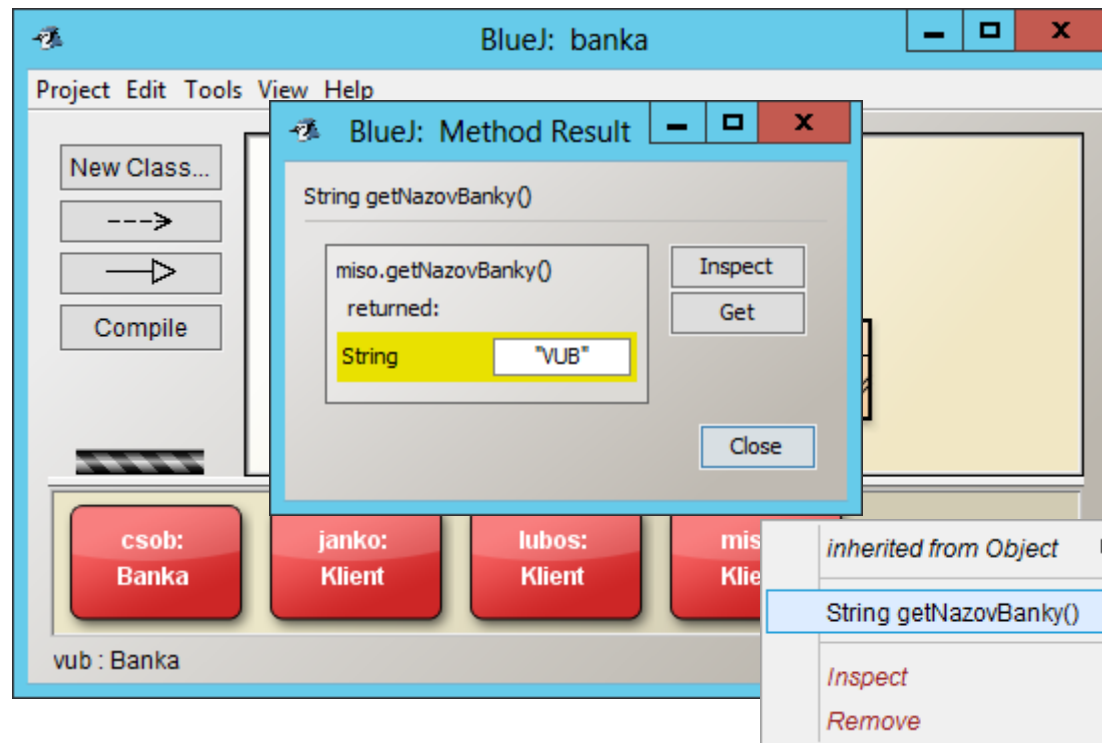 BlueJ: banka
Project Edit Tools View Help
BlueJ: Method Result
New Class...
Compile
String getNazovBanky()
miso.getNazovBanky()
returned:
String "VUB"
Inspect
Get
Close
csob:
Banka
janko:
Klient
lubos:
Klient
mis
Klie
vub : Banka
inherited from Object
String getNazovBanky()
Inspect
Remove